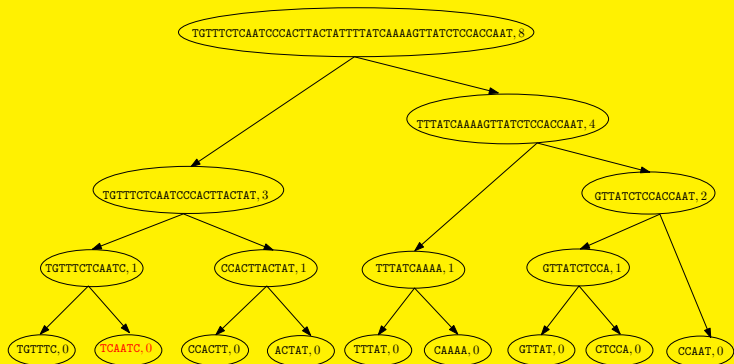 TGTTTCTCAATCCCACTTACTATTTTATCAAAAGTTATCTCCACCAAT, 8
TTTATCAAAAGTTATCTCCACCAAT, 4
TGTTTCTCAATCCCACTTACTAT, 3
GTTATCTCCACCAAT, 2
TGTTTCTCAATC, 1
CCACTTACTAT, 1
TTTATCAAAA, 1
GTTATCTCCA, 1
TGTTTC, 0
TCAATC, 0
CCACTT, 0
ACTAT, 0
TTTAT, 0
CAAAA, 0
GTTAT, 0
CTCCA, 0
CCAAT, 0